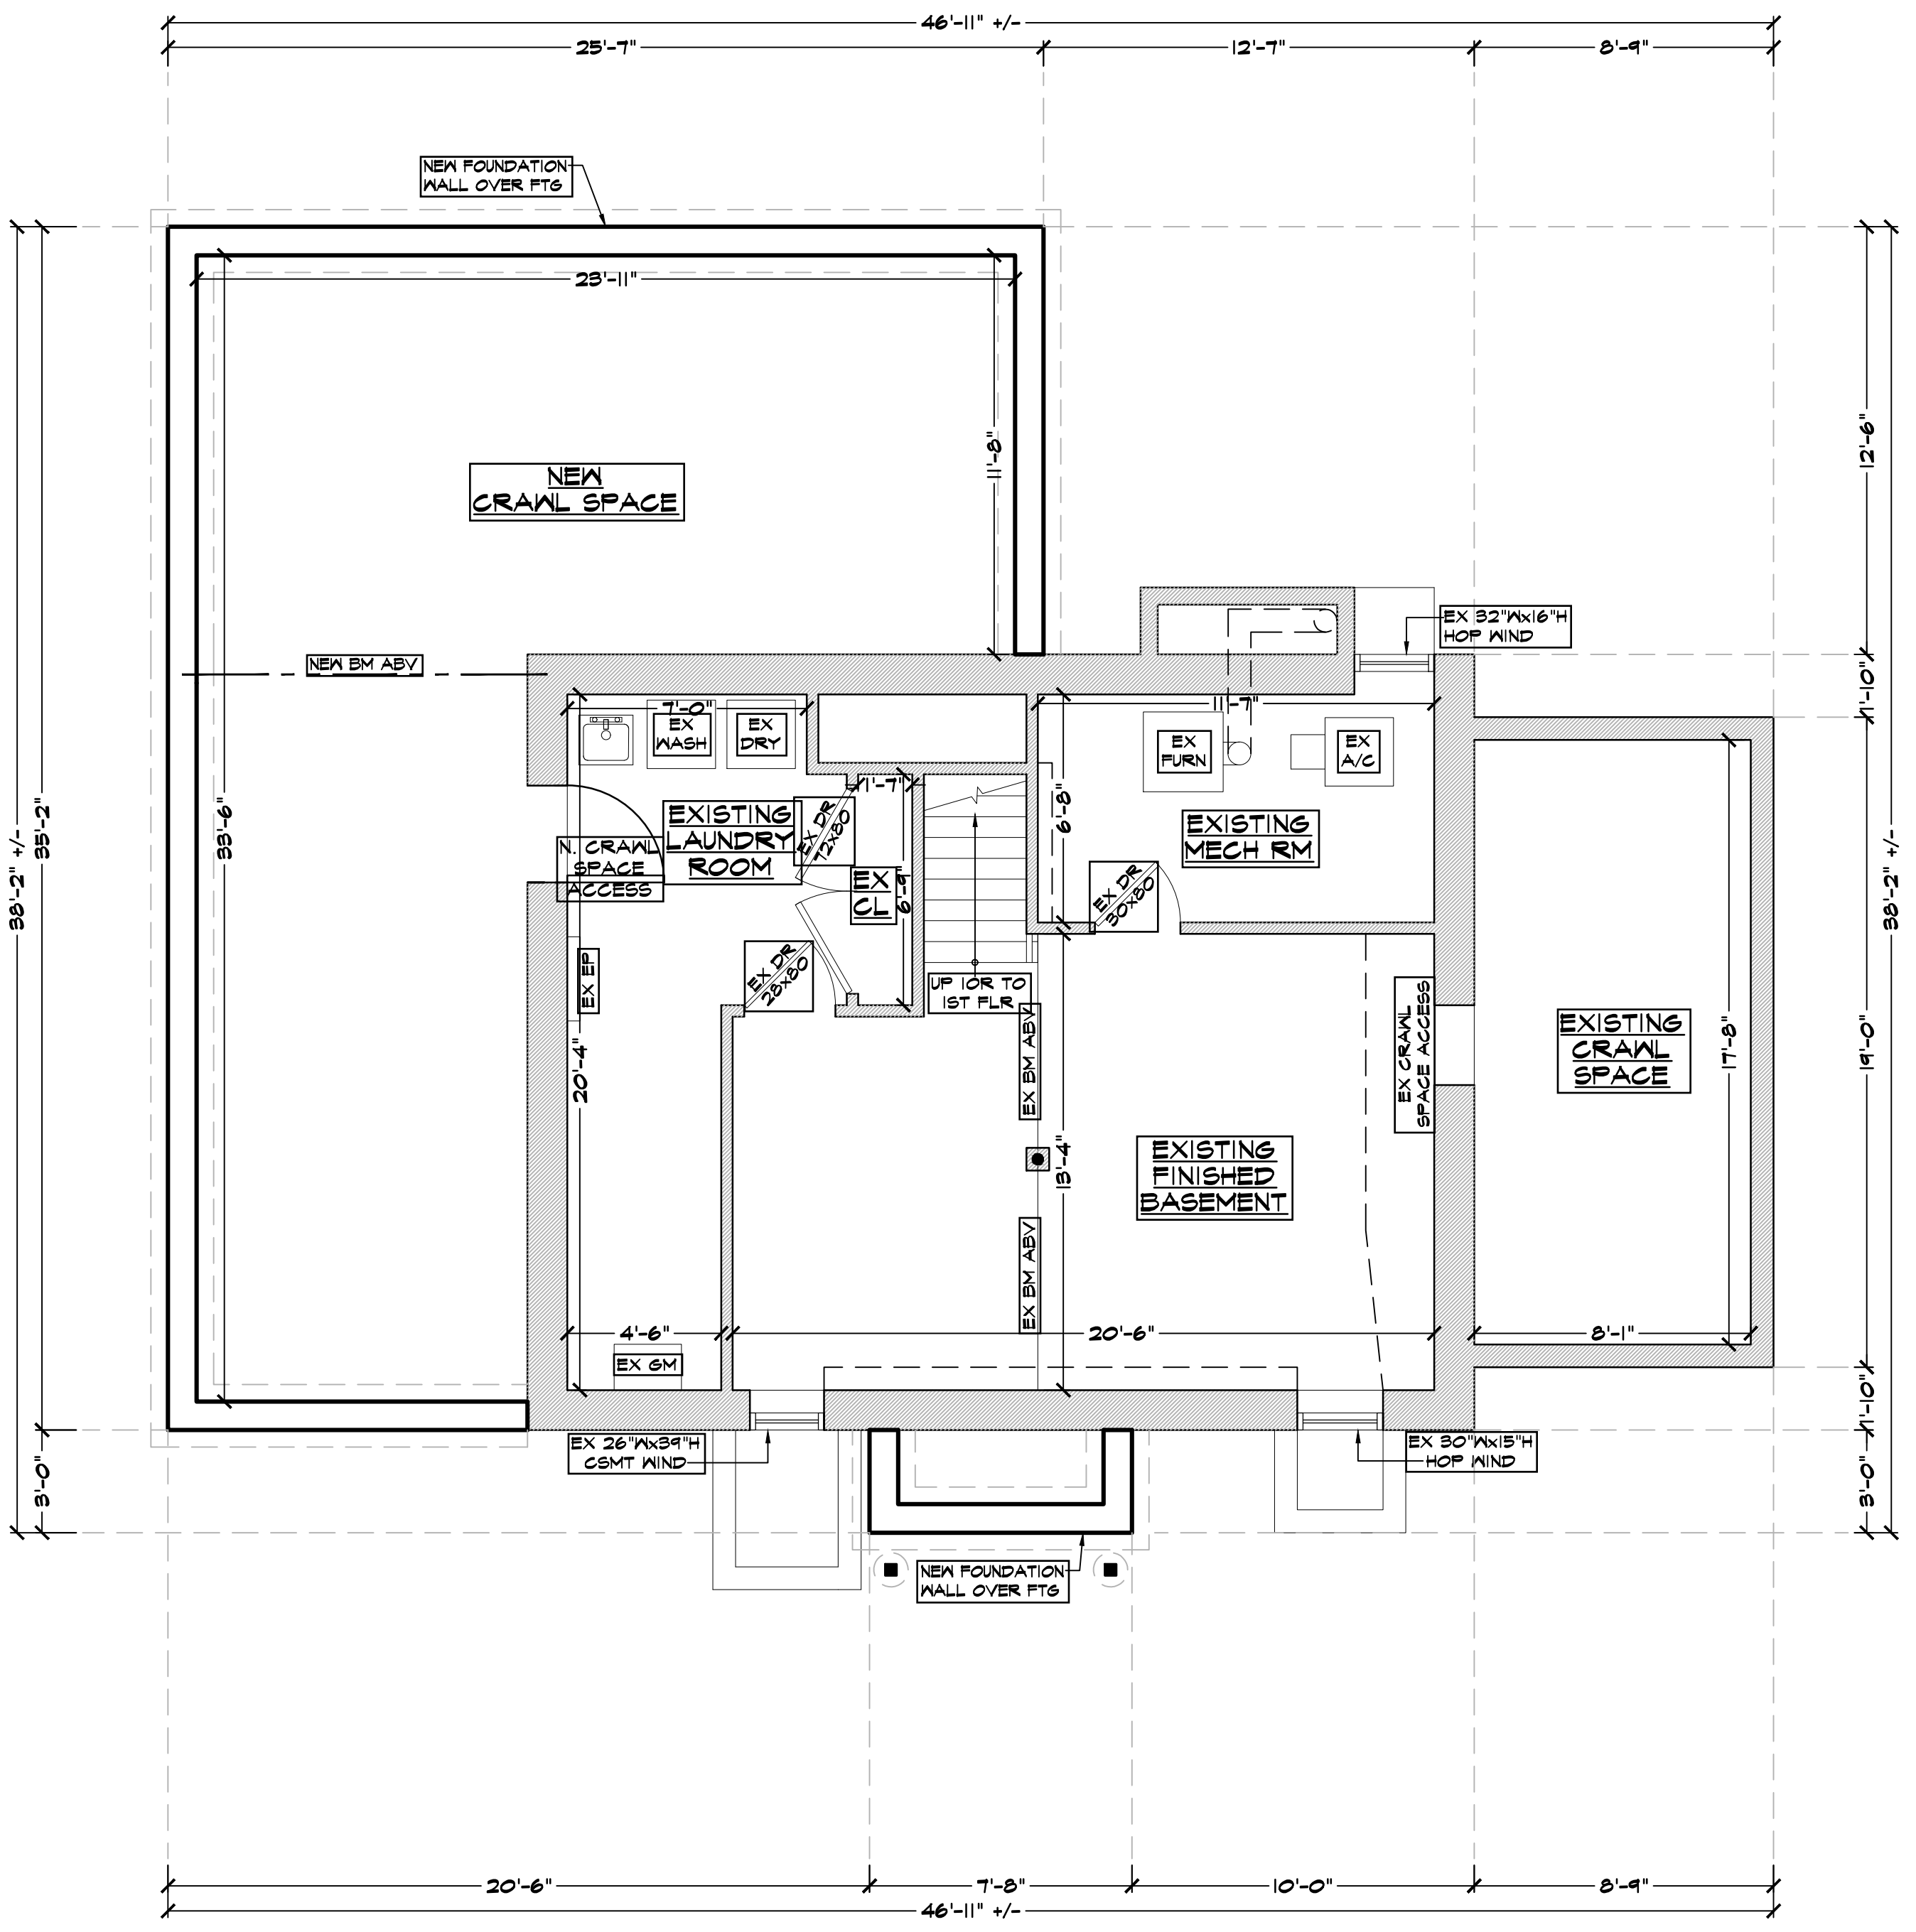 46'-11" +/-
25'-7"
12'-7"
8'-9"
NEW FOUNDATION
WALL OVER FTG
23'-11"
11'-8"
12'-6"
NEW
CRAWL SPACE
EX 32"Wx16"H
HOP WIND
NEW BM ABV
1'-10"
7'-0"
11'-7"
EX
WASH
EX
DRY
EX
FURN
EX
A/C
1'-7"
6'-8"
33'-6"
35'-2"
38'-2" +/-
38'-2" +/-
EXISTING
LAUNDRY
ROOM
EX DR
72x80
EXISTING
MECH RM
N. CRAWL
SPACE
ACCESS
EX
CL
6'-9"
EX DR
30x80
EX EP
EX DR
28x80
UP 10R TO
1ST FLR
EX BM ABV
EX CRAWL
SPACE ACCESS
EXISTING
CRAWL
SPACE
17'-8"
19'-0"
20'-4"
13'-4"
EXISTING
FINISHED
BASEMENT
EX BM ABV
4'-6"
20'-6"
8'-1"
EX GM
1'-10"
EX 26"Wx39"H
CSMT WIND
EX 30"Wx15"H
HOP WIND
3'-0"
3'-0"
NEW FOUNDATION
WALL OVER FTG
20'-6"
7'-8"
10'-0"
8'-9"
46'-11" +/-